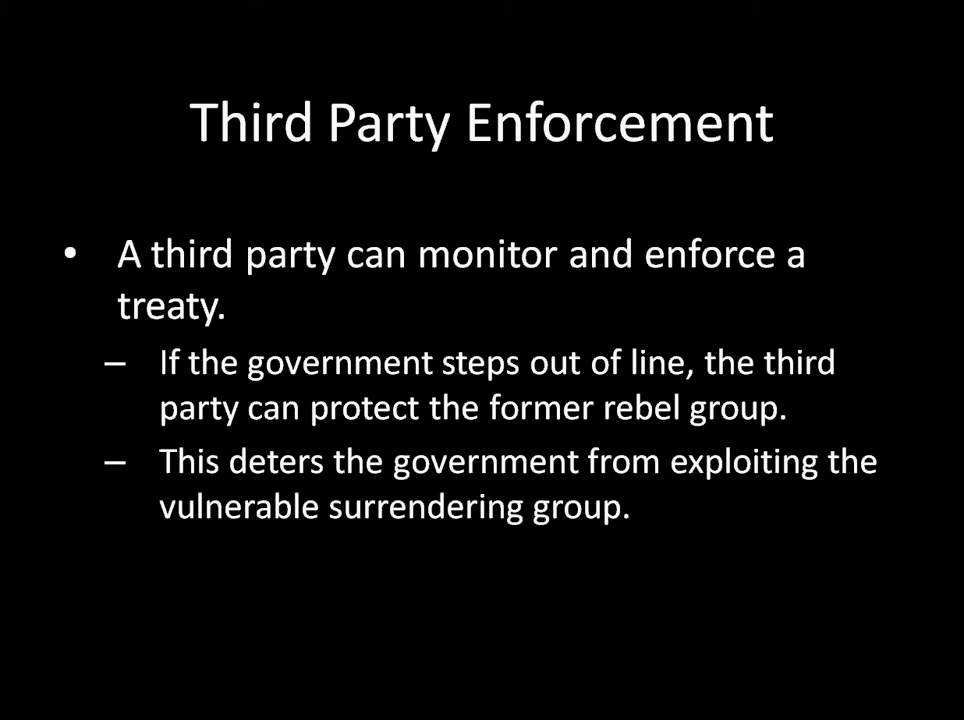 Third Party Enforcement
• A third party can monitor and enforce a
treaty.
– If the government steps out of line, the third
party can protect the former rebel group.
– This deters the government from exploiting the
vulnerable surrendering group.